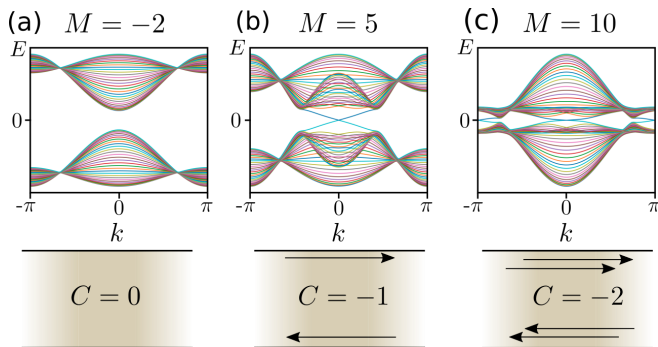 (a) M = −2 (b) M = 5 (c) M = 10
E E E
0 0 0
-π 0 π -π 0 π -π 0 π
k k k
C = 0 C = −1 C = −2